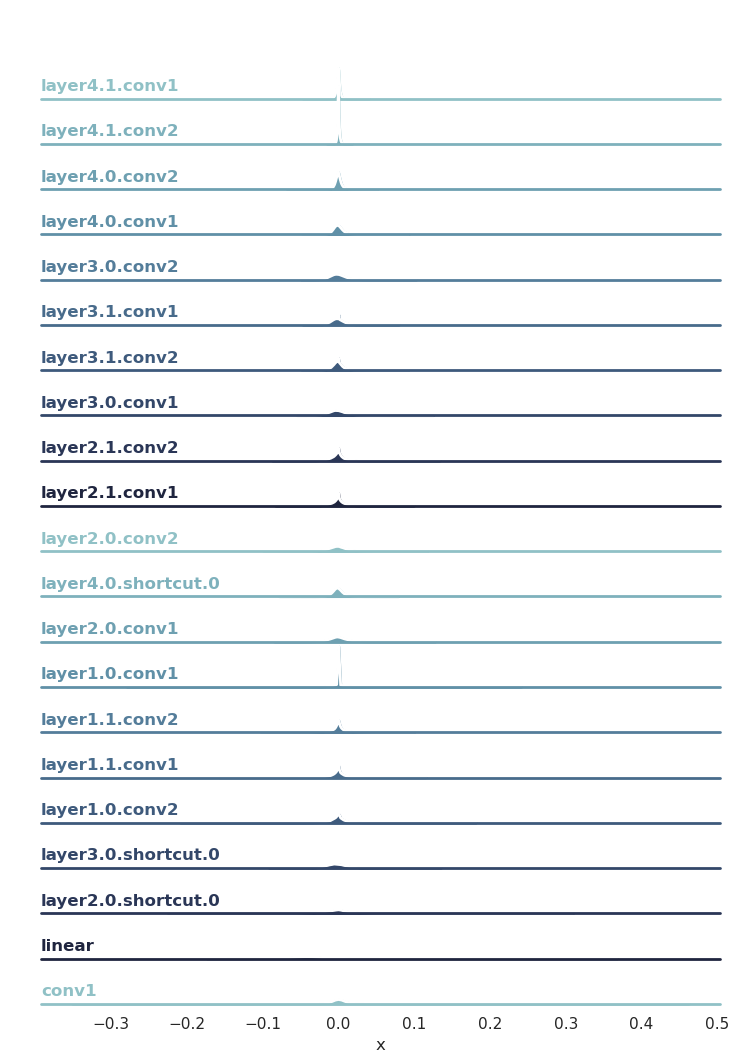 layer4.1.conv1
layer4.1.conv2
layer4.0.conv2
layer4.0.conv1
layer3.0.conv2
layer3.1.conv1
layer3.1.conv2
layer3.0.conv1
layer2.1.conv2
layer2.1.conv1
layer2.0.conv2
layer4.0.shortcut.0
layer2.0.conv1
layer1.0.conv1
layer1.1.conv2
layer1.1.conv1
layer1.0.conv2
layer3.0.shortcut.0
layer2.0.shortcut.0
linear
conv1
−0.3 −0.2 −0.1 0.0 0.1 0.2 0.3 0.4 0.5
x